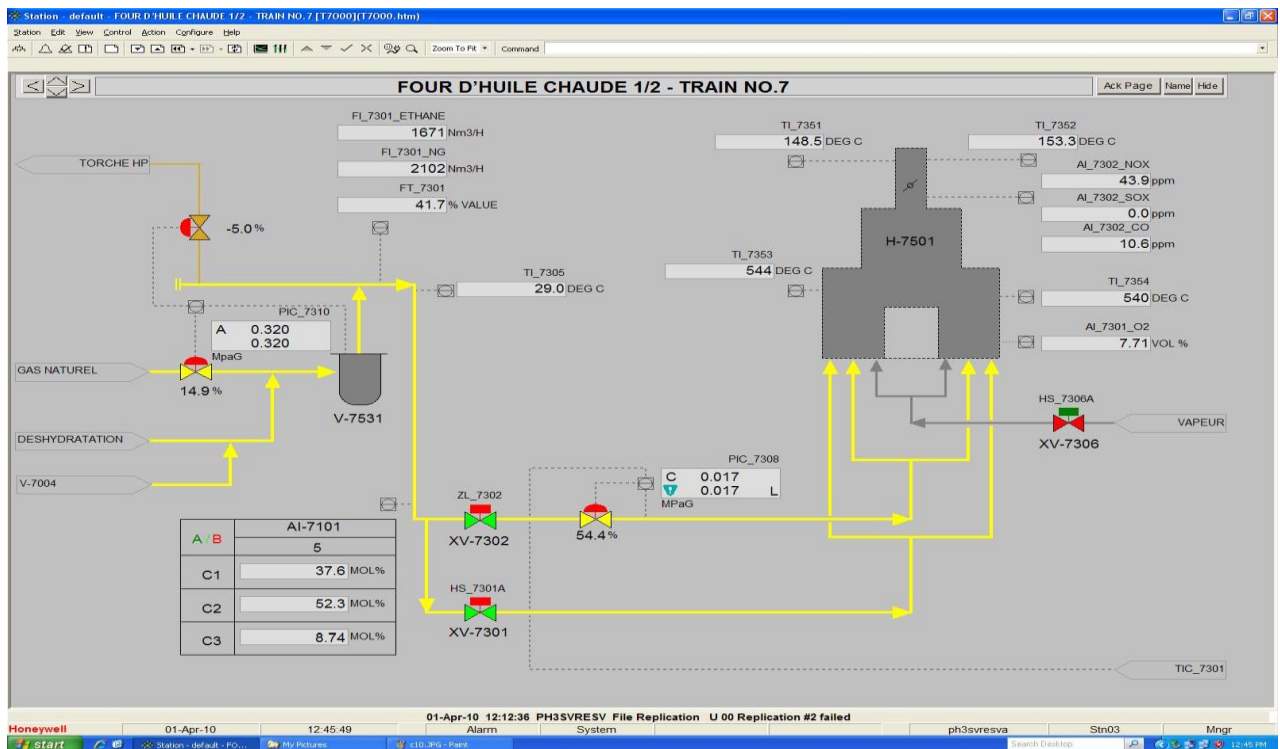 Station - default - FOUR D'HUILE CHAUDE 1/2 - TRAIN NO.7 [T7000](T7000.htm)
Station Edit View Control Action Configure Help
Zoom To Fit Command
FOUR D'HUILE CHAUDE 1/2 - TRAIN NO.7
Ack Page Name Hide
FI_7301_ETHANE
1671 Nm3/H
FI_7301_NG
2102 Nm3/H
FT_7301
41.7 % VALUE
TI_7351
148.5 DEG C
TI_7352
153.3 DEG C
AI_7302_NOX
43.9 ppm
AI_7302_SOX
0.0 ppm
AI_7302_CO
10.6 ppm
TORCHE HP
-5.0 %
H-7501
TI_7353
544 DEG C
TI_7305
29.0 DEG C
TI_7354
540 DEG C
PIC_7310
A 0.320
0.320
MpaG
AI_7301_O2
7.71 VOL %
GAS NATUREL
14.9 %
V-7531
HS_7306A
VAPEUR
XV-7306
DESHYDRATATION
V-7004
PIC_7308
C 0.017
0.017 L
MPaG
ZL_7302
XV-7302
54.4 %
A/B
AI-7101
5
C1 37.6 MOL%
C2 52.3 MOL%
C3 8.74 MOL%
HS_7301A
XV-7301
TIC_7301
01-Apr-10 12:12:36 PH3SVRESV File Replication U 00 Replication #2 failed
Honeywell 01-Apr-10 12:45:49 Alarm System ph3svresva Stn03 Mngr
start Station - default - FO... My Pictures c10.JPG - Paint Search Desktop 12:45 PM